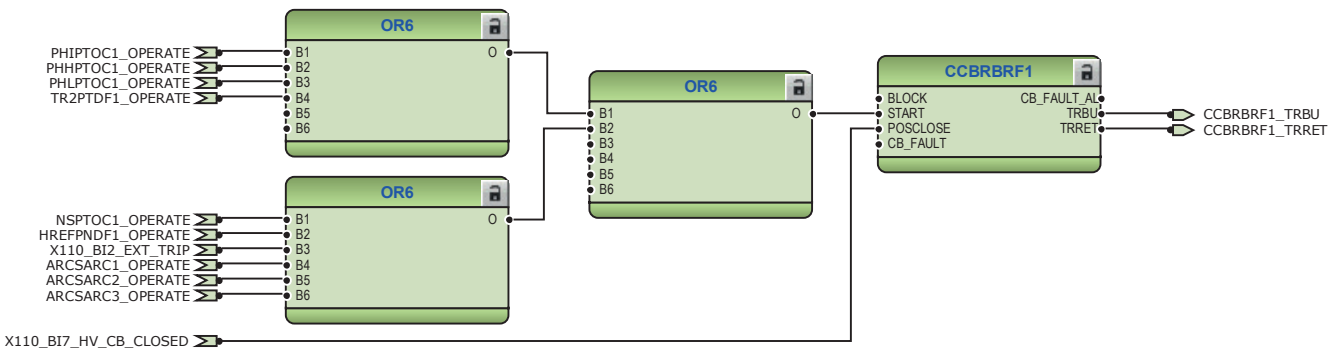 OR6
PHIPTOC1_OPERATE B1 O
PHHPTOC1_OPERATE B2
PHLPTOC1_OPERATE B3
TR2PTDF1_OPERATE B4
B5
B6
OR6
B1 O
B2
B3
B4
B5
B6
CCBRBRF1
BLOCK CB_FAULT_AL
START TRBU CCBRBRF1_TRBU
POSCLOSE TRRET CCBRBRF1_TRRET
CB_FAULT
OR6
NSPTOC1_OPERATE B1 O
HREFPNDF1_OPERATE B2
X110_BI2_EXT_TRIP B3
ARCSARC1_OPERATE B4
ARCSARC2_OPERATE B5
ARCSARC3_OPERATE B6
X110_BI7_HV_CB_CLOSED